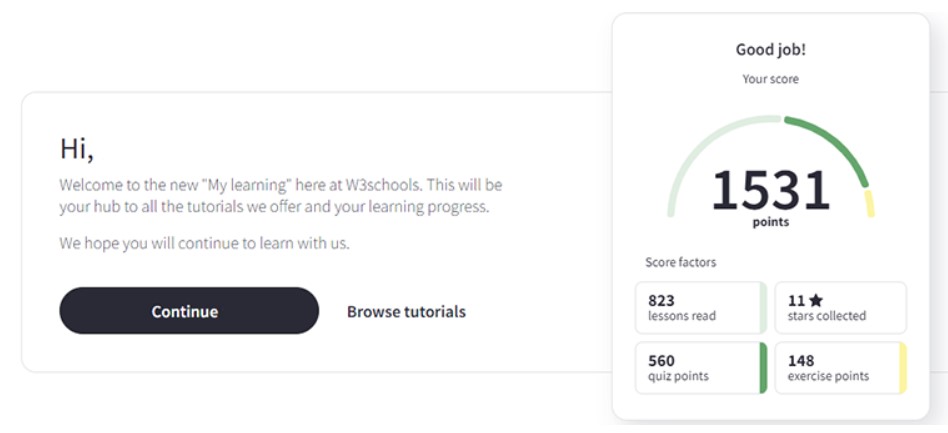 Hi,
Welcome to the new "My learning" here at W3schools. This will be
your hub to all the tutorials we offer and your learning progress.
We hope you will continue to learn with us.
Continue
Browse tutorials
Good job!
Your score
1531
points
Score factors
823
lessons read
11 ★
stars collected
560
quiz points
148
exercise points